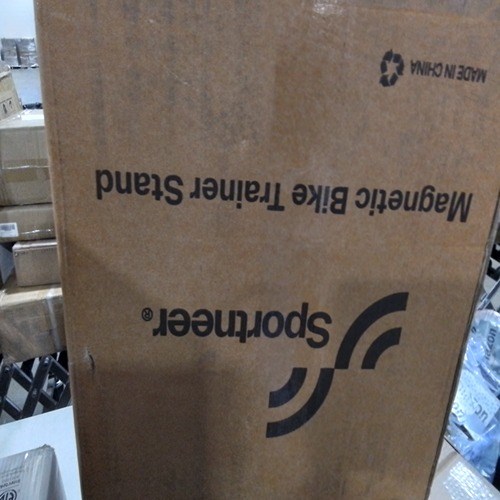 Sportneer®
Magnetic Bike Trainer Stand
MADE IN CHINA